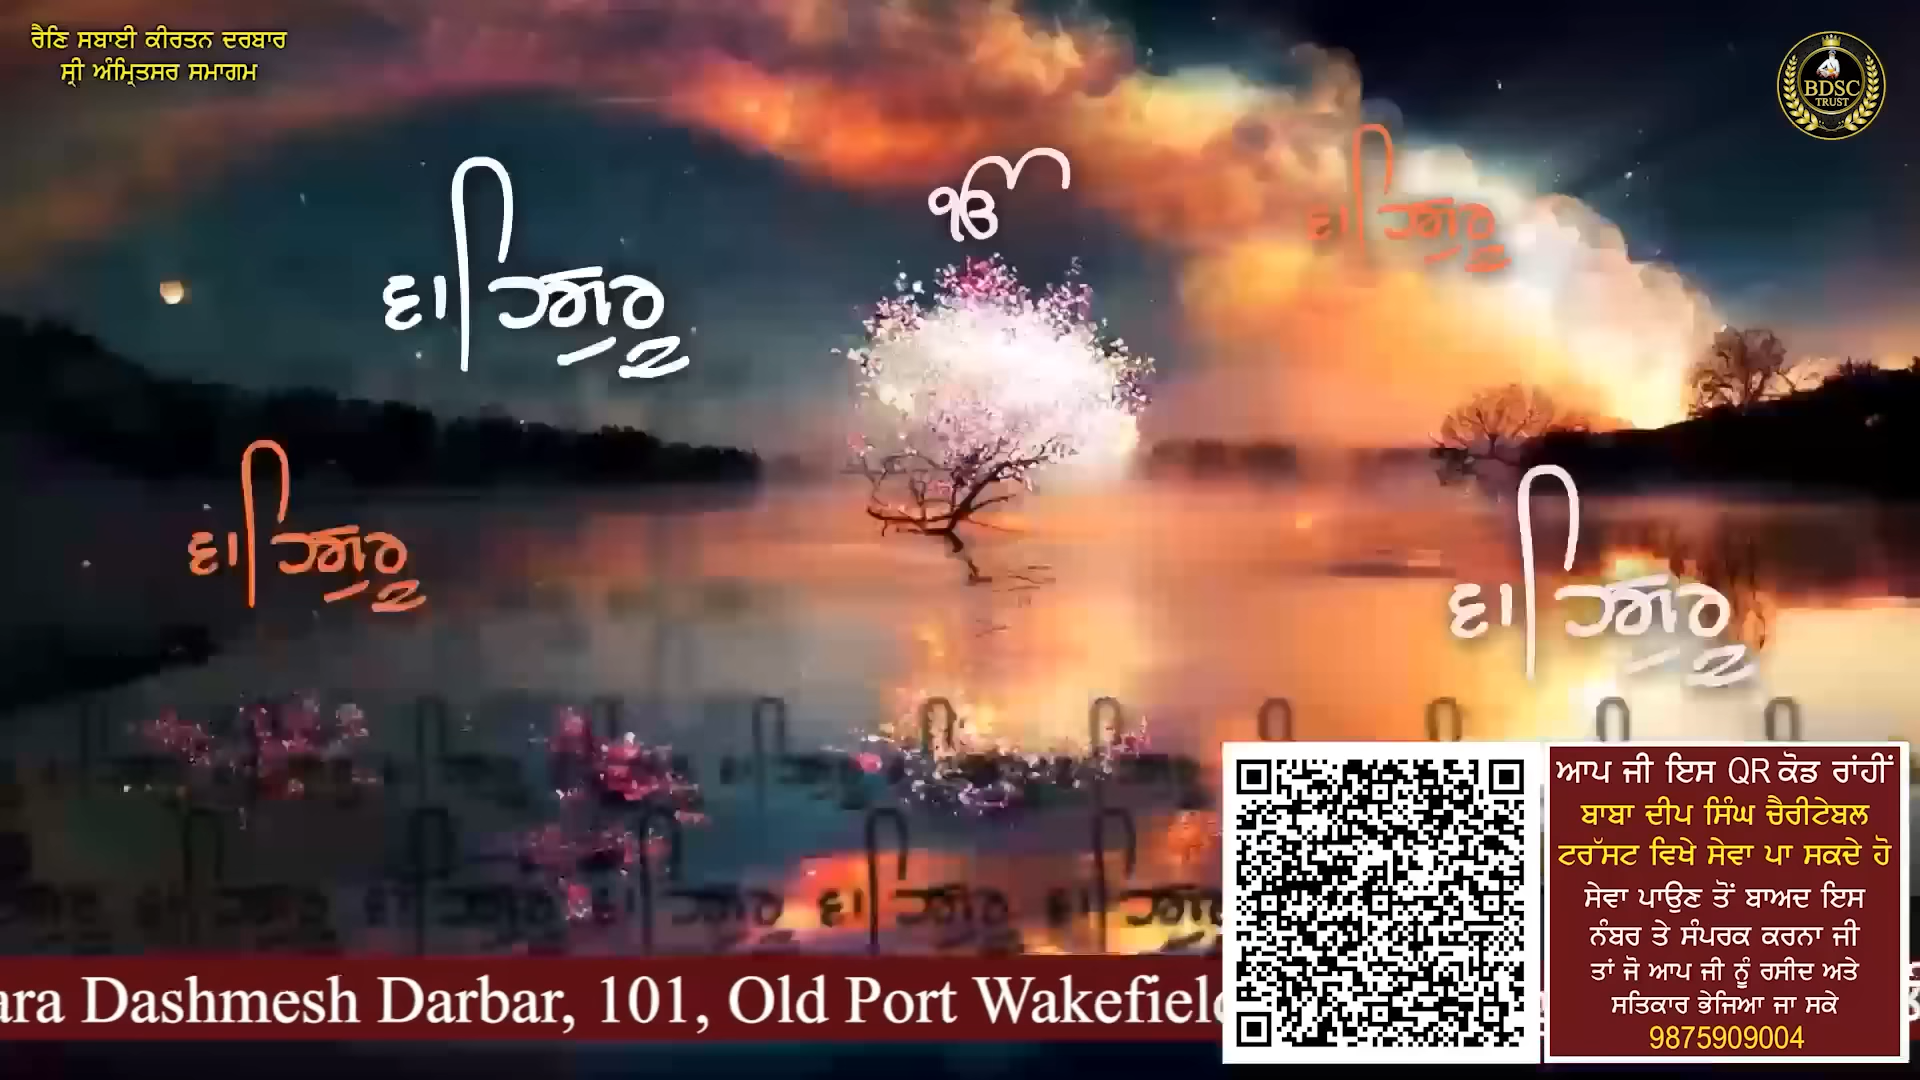 ਰੈਣਿ ਸਬਾਈ ਕੀਰਤਨ ਦਰਬਾਰ
ਸ੍ਰੀ ਅੰਮ੍ਰਿਤਸਰ ਸਮਾਗਮ
BDSC
TRUST
ੴ
ਵਾਹਿਗੁਰੂ
ਵਾਹਿਗੁਰੂ
ਵਾਹਿਗੁਰੂ
ਵਾਹਿਗੁਰੂ
ਆਪ ਜੀ ਇਸ QR ਕੋਡ ਰਾਂਹੀਂ
ਬਾਬਾ ਦੀਪ ਸਿੰਘ ਚੈਰੀਟੇਬਲ
ਟਰੱਸਟ ਵਿਖੇ ਸੇਵਾ ਪਾ ਸਕਦੇ ਹੋ
ਸੇਵਾ ਪਾਉਣ ਤੋਂ ਬਾਅਦ ਇਸ
ਨੰਬਰ ਤੇ ਸੰਪਰਕ ਕਰਨਾ ਜੀ
ਤਾਂ ਜੋ ਆਪ ਜੀ ਨੂੰ ਰਸੀਦ ਅਤੇ
ਸਤਿਕਾਰ ਭੇਜਿਆ ਜਾ ਸਕੇ
9875909004
ara Dashmesh Darbar, 101, Old Port Wakefield